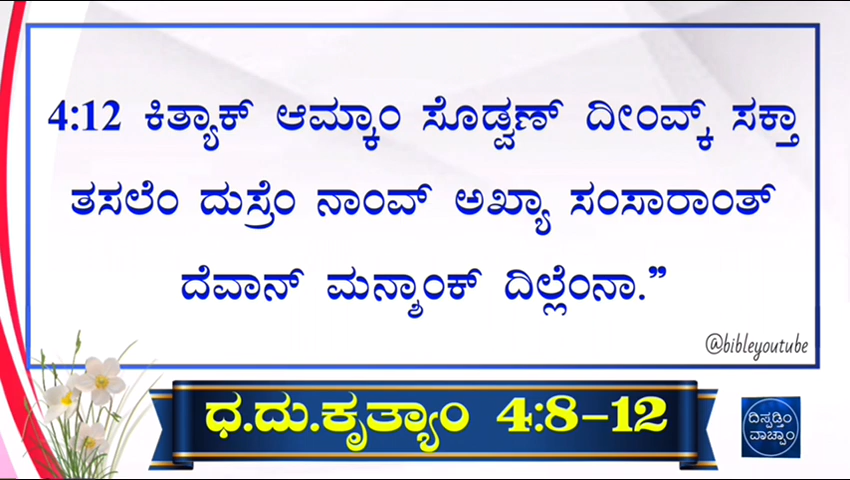 4:12 ಕಿತ್ಯಾಕ್ ಆಮ್ಕಾಂ ಸೊಡ್ವಣ್ ದೀಂವ್ಕ್ ಸಕ್ತಾ
ತಸಲೆಂ ದುಸ್ರೆಂ ನಾಂವ್ ಅಖ್ಯಾ ಸಂಸಾರಾಂತ್
ದೆವಾನ್ ಮನ್ಶಾಂಕ್ ದಿಲ್ಲೆಂನಾ.”
@bibleyoutube
ಧ.ದು.ಕೃತ್ಯಾಂ 4:8-12
ದಿಸ್ಪಡ್ತಿಂ
ವಾಚ್ಪಾಂ